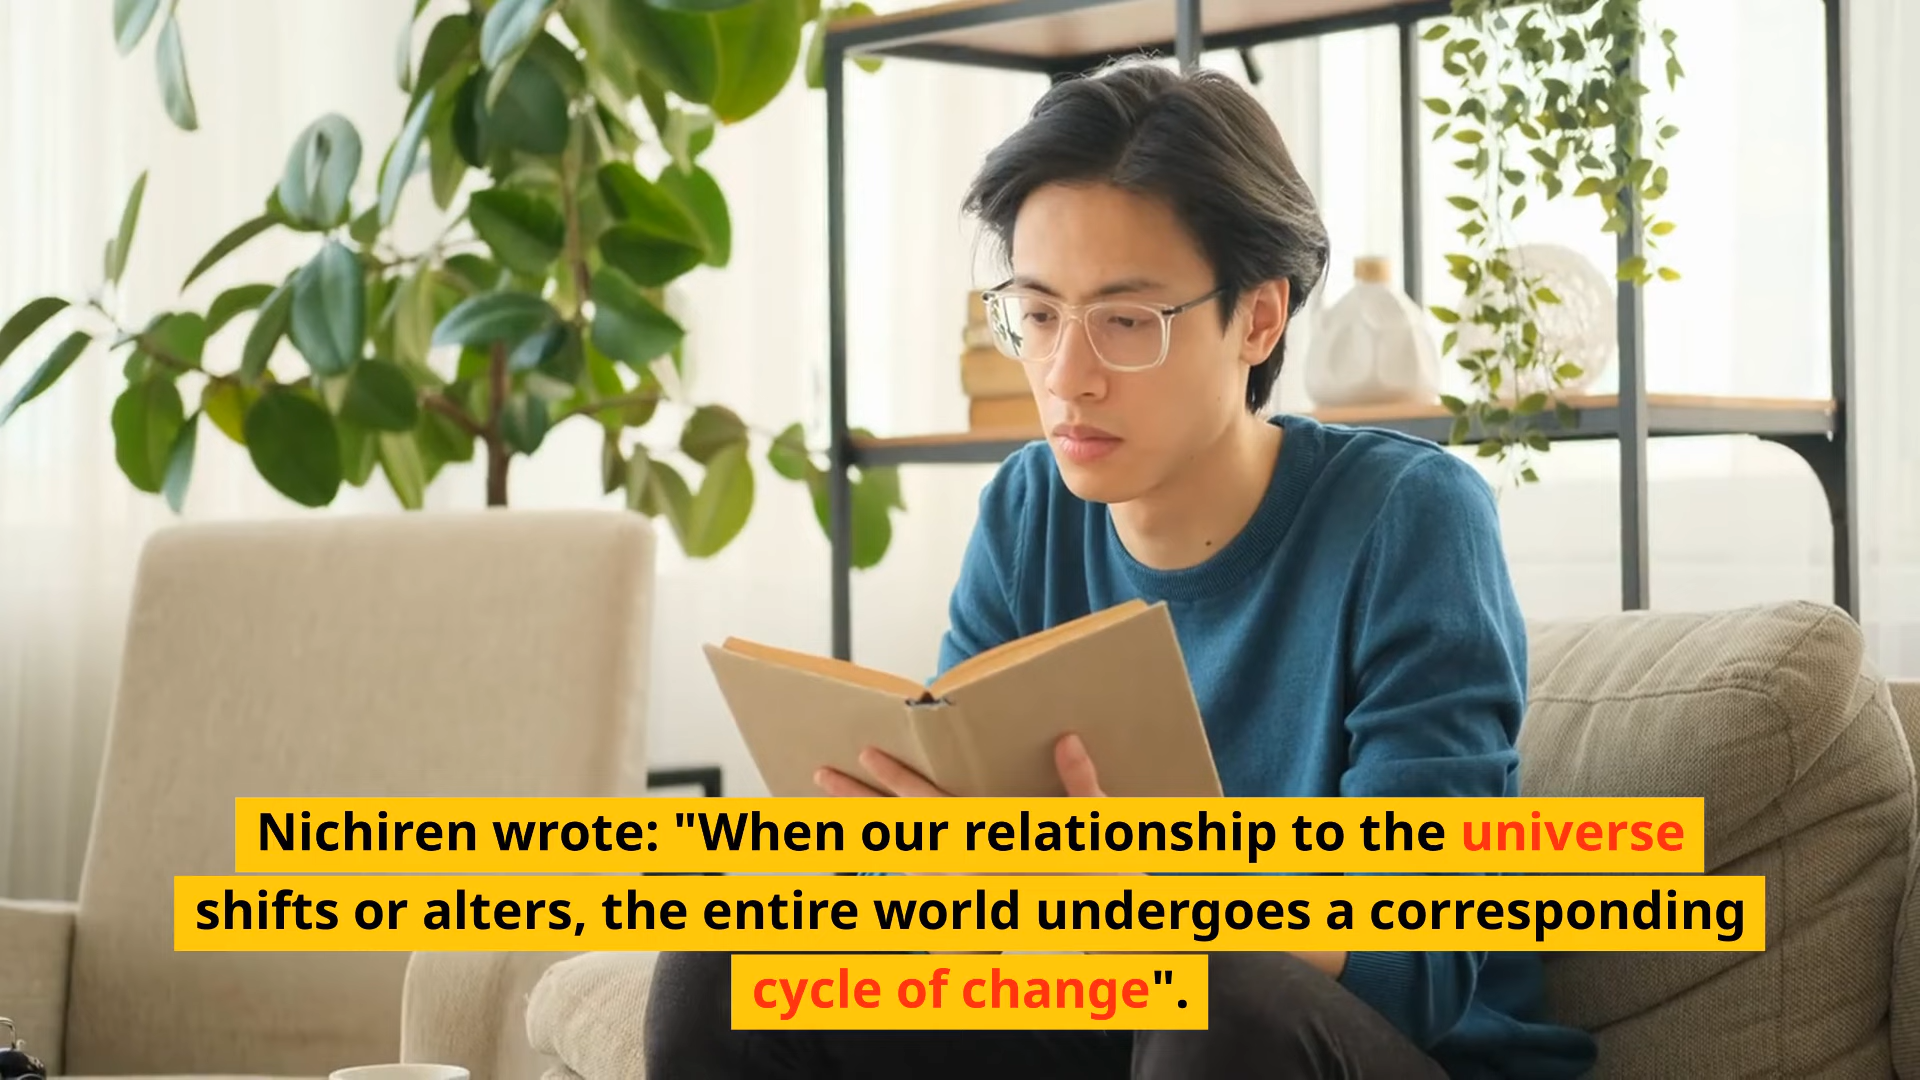 Nichiren wrote: "When our relationship to the universe
shifts or alters, the entire world undergoes a corresponding
cycle of change".